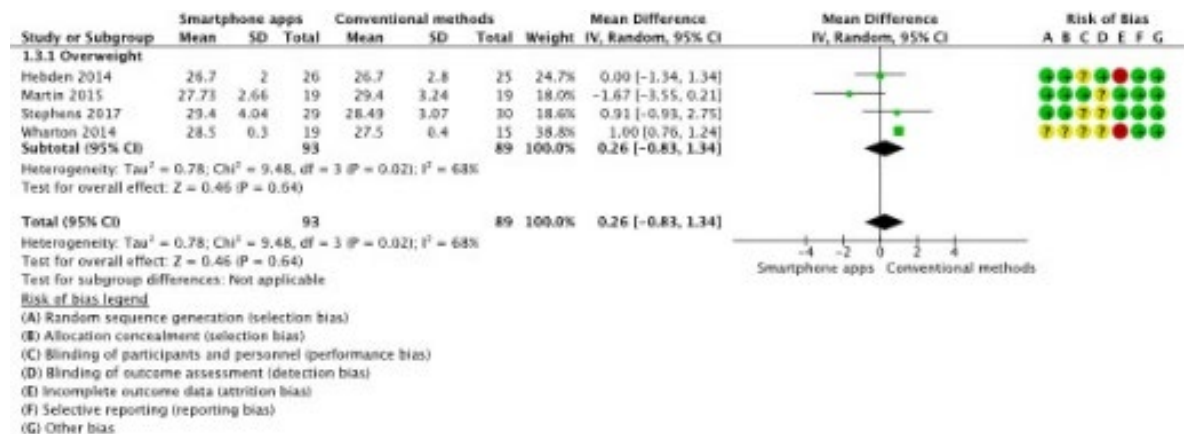 Smartphone apps Conventional methods Mean Difference Mean Difference Risk of Bias
Study or Subgroup Mean SD Total Mean SD Total Weight IV, Random, 95% CI IV, Random, 95% CI A B C D E F G
1.3.1 Overweight
Hebden 2014 26.7 2 26 26.7 2.8 25 24.7% 0.00 [-1.34, 1.34] + + ? + + +
Martin 2015 27.73 2.66 19 29.4 3.24 19 18.0% -1.67 [-3.55, 0.21] + + + ? + + +
Stephens 2017 29.4 4.04 29 28.49 3.07 30 18.6% 0.91 [-0.93, 2.75] + + ? ? + + +
Wharton 2014 28.5 0.3 19 27.5 0.4 15 38.8% 1.00 [0.76, 1.24] ? ? ? ? + +
Subtotal (95% CI) 93 89 100.0% 0.26 [-0.83, 1.34]
Heterogeneity: Tau² = 0.78; Chi² = 9.48, df = 3 (P = 0.02); I² = 68%
Test for overall effect: Z = 0.46 (P = 0.64)
Total (95% CI) 93 89 100.0% 0.26 [-0.83, 1.34]
Heterogeneity: Tau² = 0.78; Chi² = 9.48, df = 3 (P = 0.02); I² = 68%
Test for overall effect: Z = 0.46 (P = 0.64)
Test for subgroup differences: Not applicable
-4 -2 0 2 4
Smartphone apps Conventional methods
Risk of bias legend
(A) Random sequence generation (selection bias)
(B) Allocation concealment (selection bias)
(C) Blinding of participants and personnel (performance bias)
(D) Blinding of outcome assessment (detection bias)
(E) Incomplete outcome data (attrition bias)
(F) Selective reporting (reporting bias)
(G) Other bias